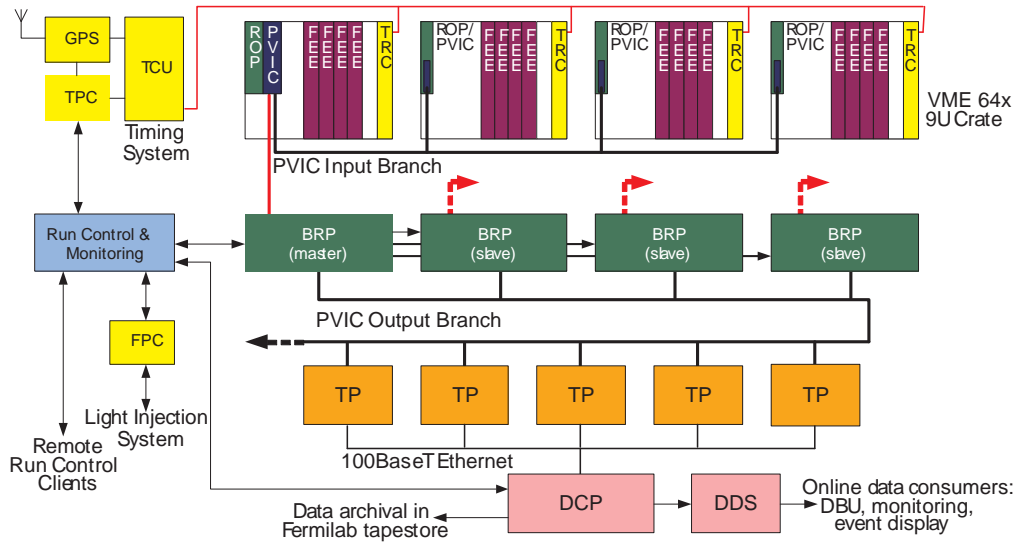 GPS
TCU
TPC
Timing
System
ROP
PVIC
FEE
FEE
FEE
FEE
TRC
ROP/
PVIC
FEE
FEE
FEE
FEE
TRC
ROP/
PVIC
FEE
FEE
FEE
FEE
TRC
ROP/
PVIC
FEE
FEE
FEE
FEE
TRC
VME 64x
9U Crate
PVIC Input Branch
Run Control &
Monitoring
BRP
(master)
BRP
(slave)
BRP
(slave)
BRP
(slave)
PVIC Output Branch
FPC
TP
TP
TP
TP
TP
Light Injection
System
Remote
Run Control
Clients
100BaseT Ethernet
DCP
DDS
Data archival in
Fermilab tapestore
Online data consumers:
DBU, monitoring,
event display